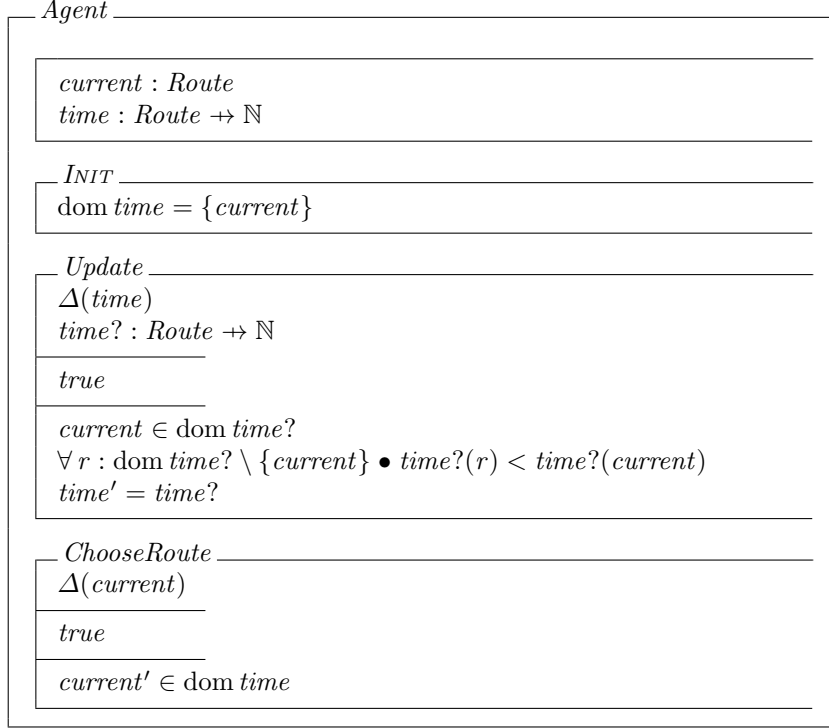 Agent
current : Route
time : Route ⇸ ℕ
INIT
dom time = {current}
Update
Δ(time)
time? : Route ⇸ ℕ
true
current ∈ dom time?
∀ r : dom time? \ {current} • time?(r) < time?(current)
time′ = time?
ChooseRoute
Δ(current)
true
current′ ∈ dom time